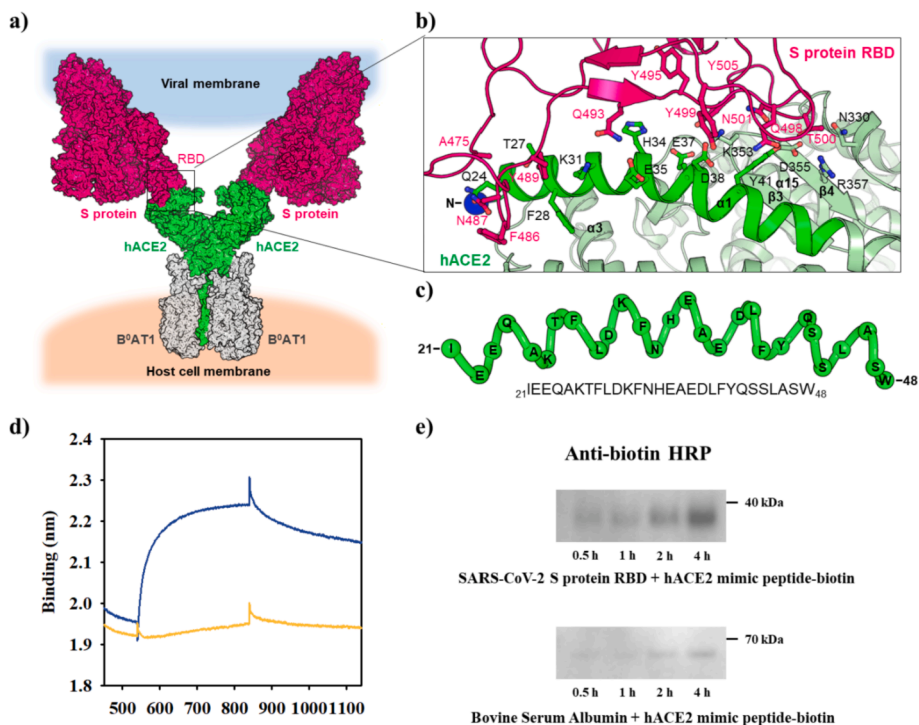 a)
Viral membrane
RBD
S protein
S protein
hACE2
hACE2
B⁰AT1
B⁰AT1
Host cell membrane
b)
S protein RBD
Y505
Y495
Q493
Y499
N501
Q498
T500
N330
A475
T27
489
K31
H34
E37
K353
E35
D38
D355
Q24
Y41
α15
β3
β4
R357
N-
N487
F28
α3
α1
F486
hACE2
c)
21
I
E
E
Q
A
K
T
F
L
D
K
F
N
H
E
A
E
D
L
F
Y
Q
S
S
L
A
S
W
48
₂₁IEEQAKTFLDKFNHEAEDLFYQSSLASW₄₈
d)
Binding (nm)
2.4
2.3
2.2
2.1
2.0
1.9
1.8
500 600 700 800 900 1000 1100
e)
Anti-biotin HRP
40 kDa
0.5 h 1 h 2 h 4 h
SARS-CoV-2 S protein RBD + hACE2 mimic peptide-biotin
70 kDa
0.5 h 1 h 2 h 4 h
Bovine Serum Albumin + hACE2 mimic peptide-biotin